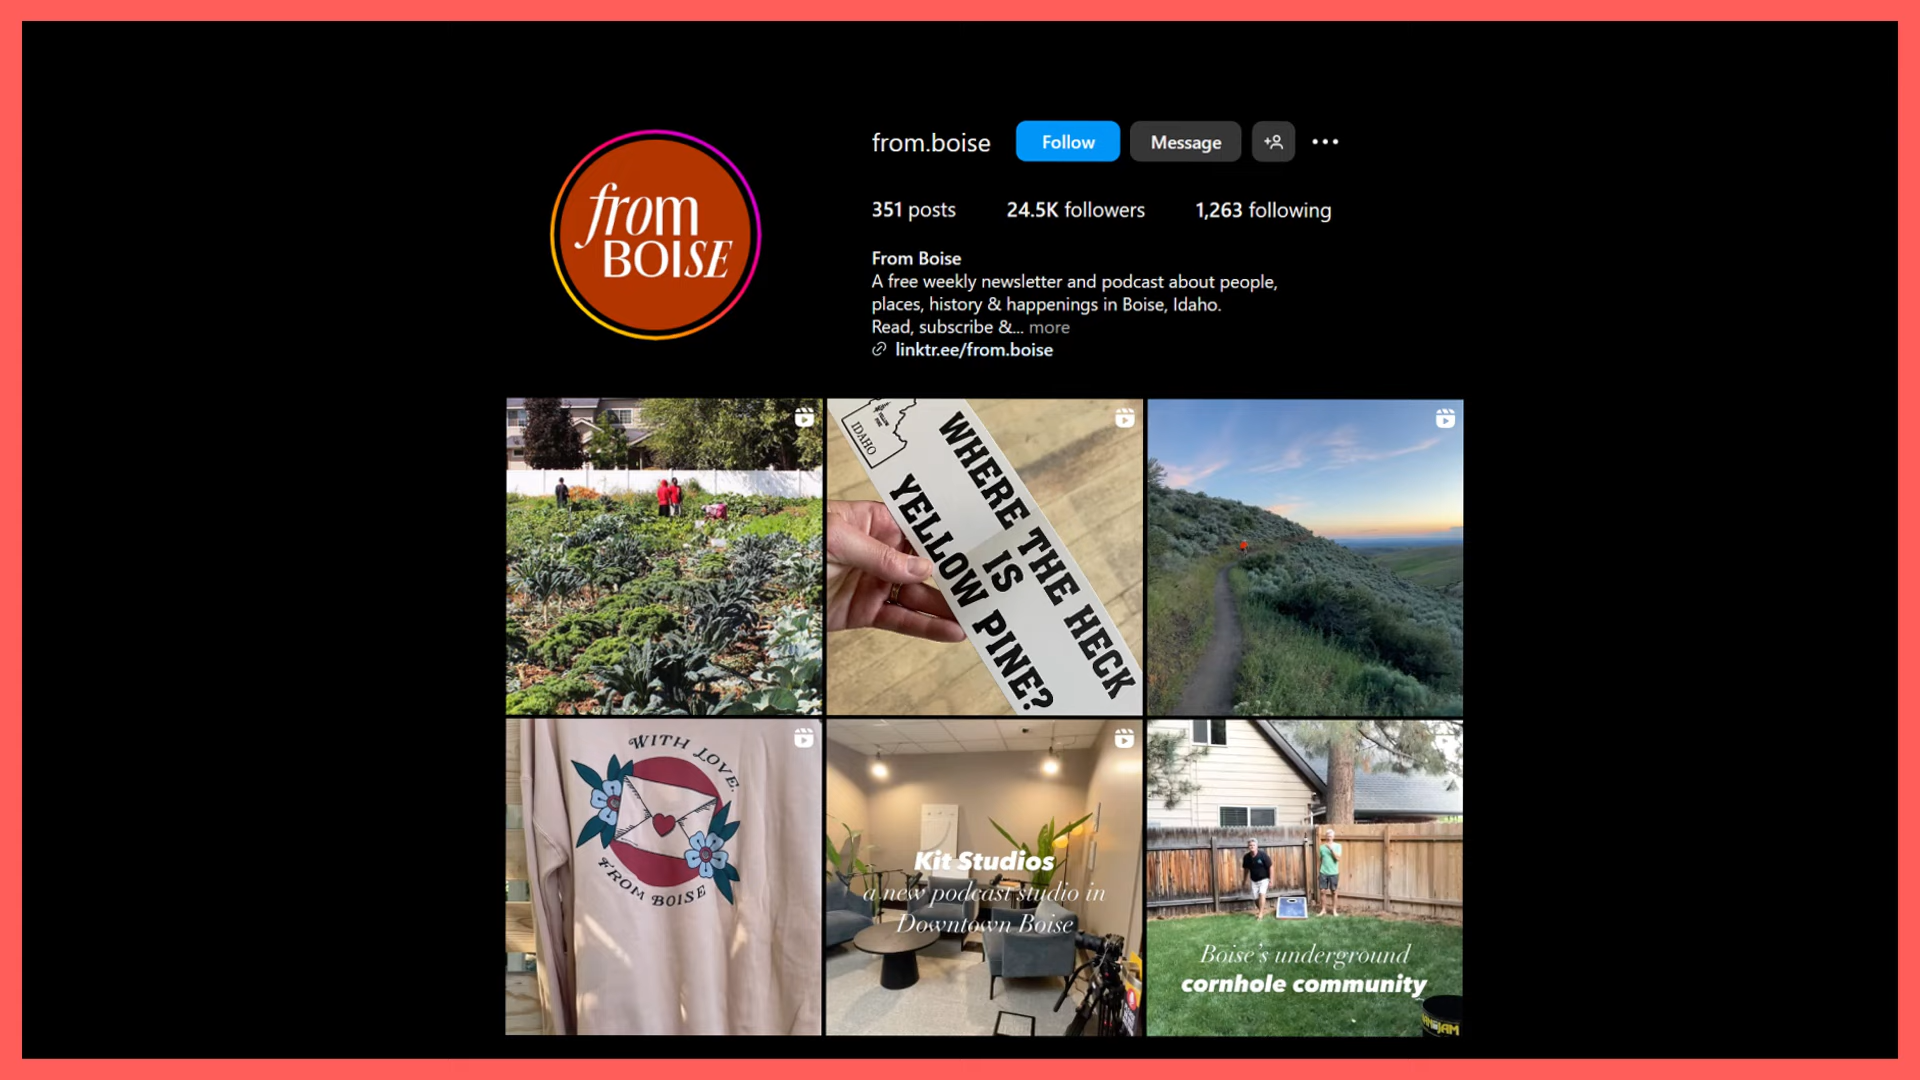 from
BOISE
from.boise
Follow
Message
351 posts
24.5K followers
1,263 following
From Boise
A free weekly newsletter and podcast about people,
places, history & happenings in Boise, Idaho.
Read, subscribe &... more
linktr.ee/from.boise
IDAHO
WHERE THE HECK
IS
YELLOW PINE?
WITH LOVE,
FROM BOISE
Kit Studios
a new podcast studio in
Downtown Boise
Boise's underground
cornhole community